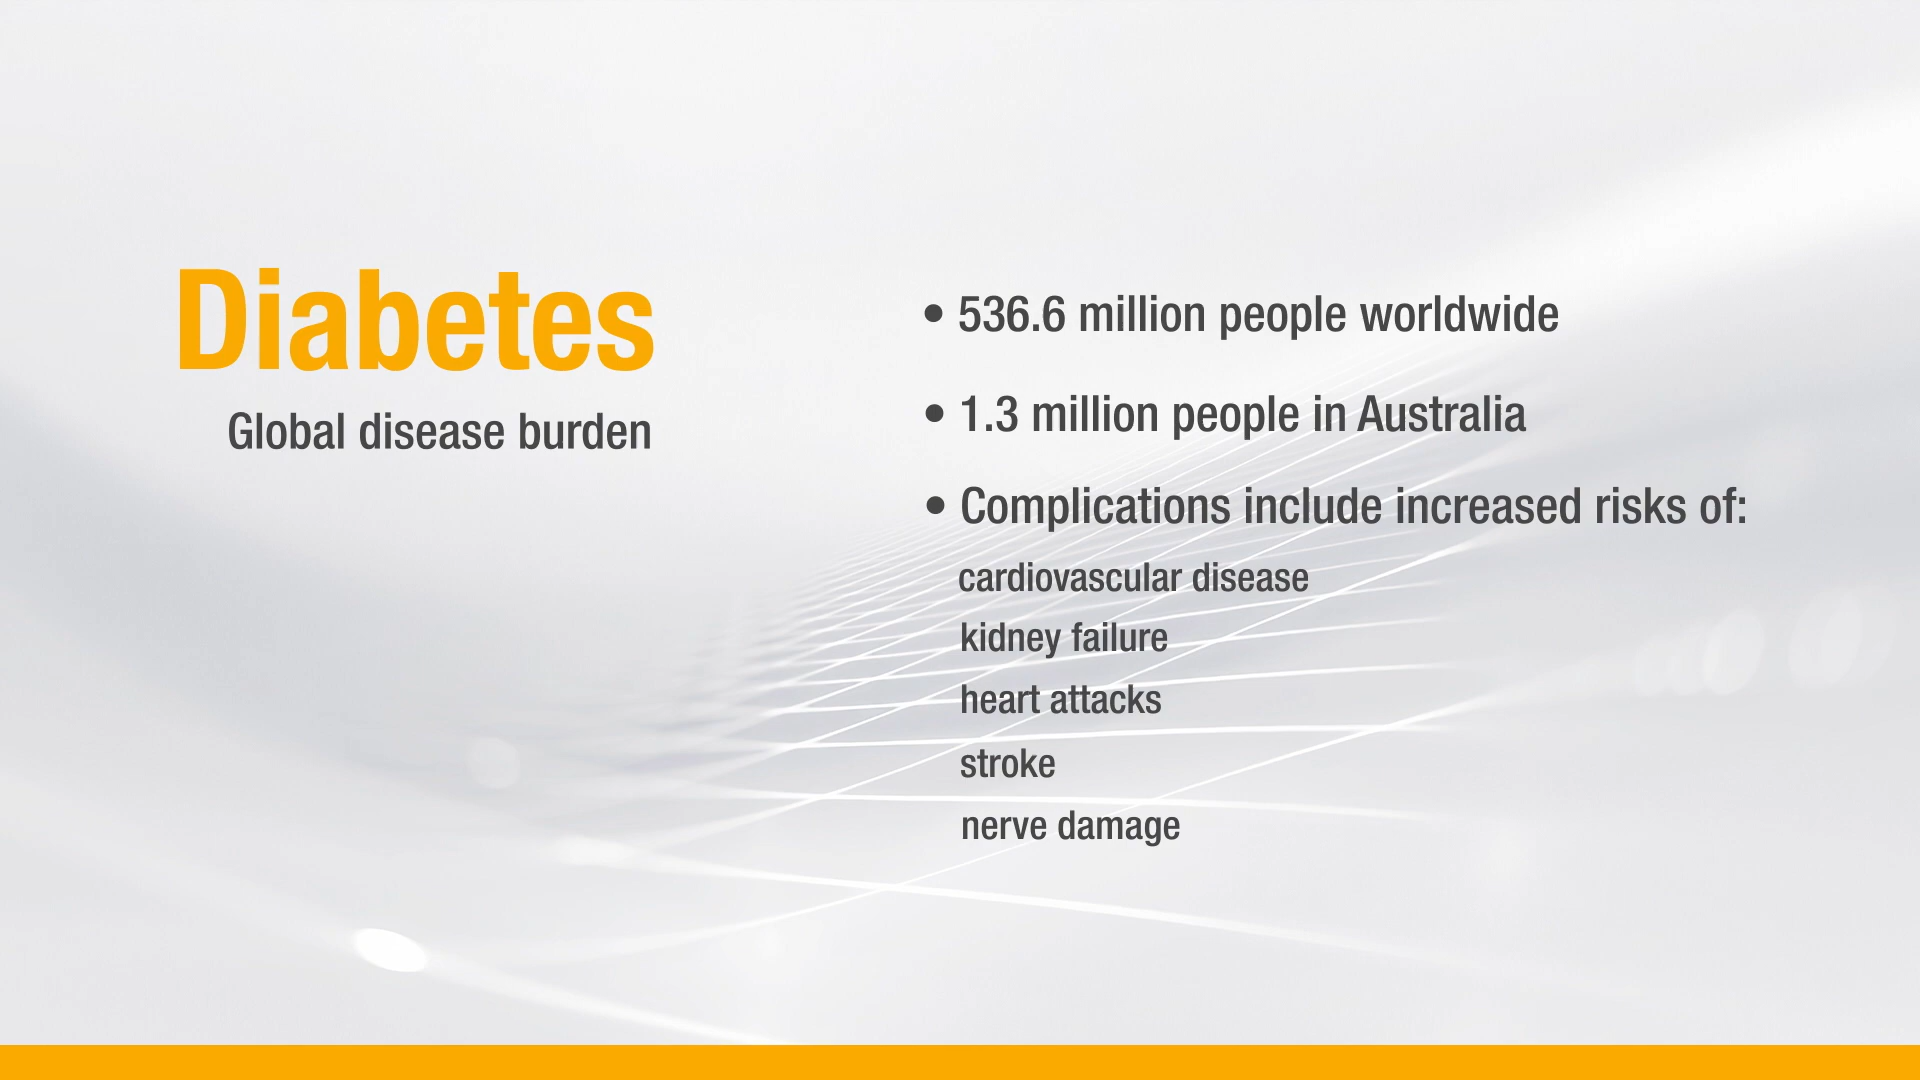 Diabetes
Global disease burden
• 536.6 million people worldwide
• 1.3 million people in Australia
• Complications include increased risks of:
cardiovascular disease
kidney failure
heart attacks
stroke
nerve damage